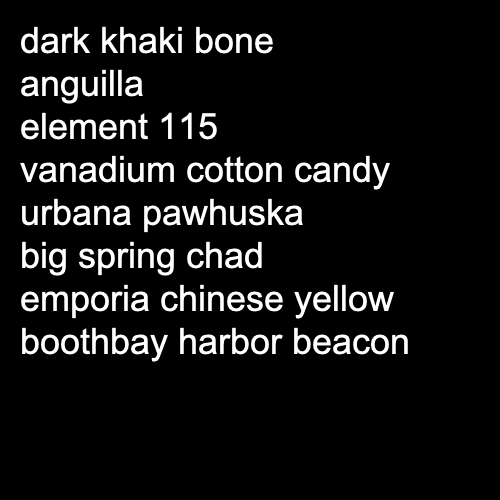 dark khaki bone
anguilla
element 115
vanadium cotton candy
urbana pawhuska
big spring chad
emporia chinese yellow
boothbay harbor beacon